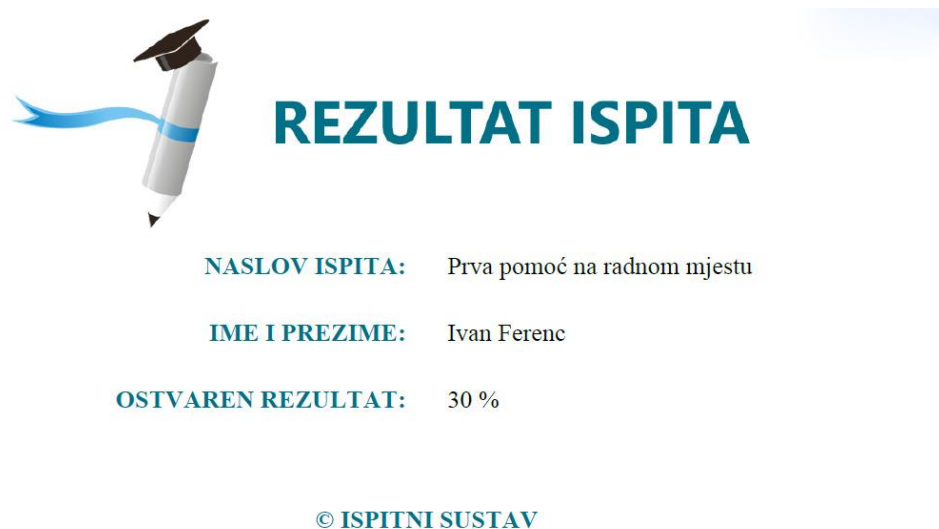 REZULTAT ISPITA
NASLOV ISPITA: Prva pomoć na radnom mjestu
IME I PREZIME: Ivan Ferenc
OSTVAREN REZULTAT: 30 %
© ISPITNI SUSTAV